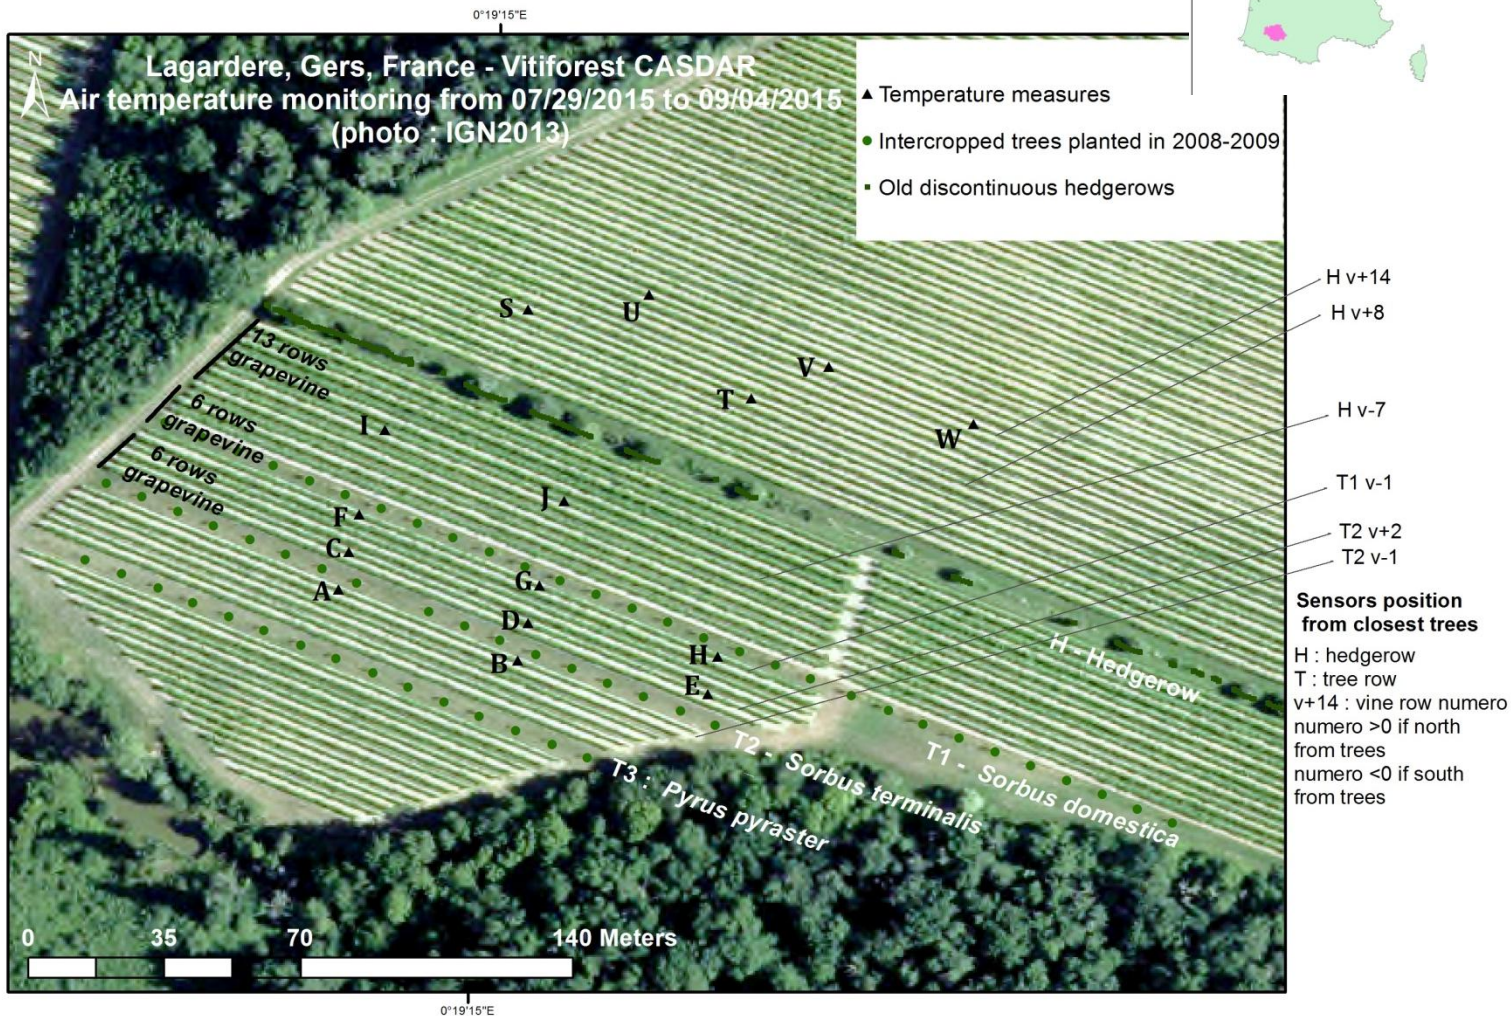 0°19'15"E
N
Lagardere, Gers, France - Vitiforest CASDAR
Air temperature monitoring from 07/29/2015 to 09/04/2015
(photo : IGN2013)
Temperature measures
Intercropped trees planted in 2008-2009
Old discontinuous hedgerows
H v+14
H v+8
H v-7
T1 v-1
T2 v+2
T2 v-1
Sensors position
from closest trees
H : hedgerow
T : tree row
v+14 : vine row numero
numero >0 if north
from trees
numero <0 if south
from trees
S
U
V
T
W
13 rows
grapevine
6 rows
grapevine
6 rows
grapevine
I
J
F
C
A
G
D
B
H
E
H - Hedgerow
T1 - Sorbus domestica
T2 - Sorbus terminalis
T3 : Pyrus pyraster
0 35 70 140 Meters
0°19'15"E